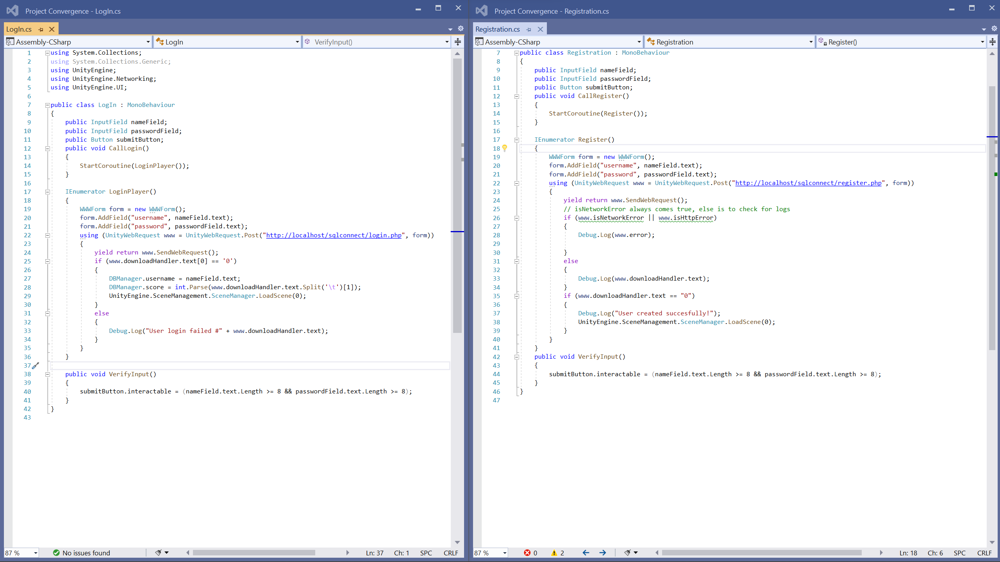 Project Convergence - LogIn.cs
LogIn.cs
Assembly-CSharp
LogIn
VerifyInput()
1 using System.Collections;
2 using System.Collections.Generic;
3 using UnityEngine;
4 using UnityEngine.Networking;
5 using UnityEngine.UI;
6
7 public class LogIn : MonoBehaviour
8 {
9 public InputField nameField;
10 public InputField passwordField;
11 public Button submitButton;
12 public void CallLogin()
13 {
14 StartCoroutine(LoginPlayer());
15 }
16
17 IEnumerator LoginPlayer()
18 {
19 WWWForm form = new WWWForm();
20 form.AddField("username", nameField.text);
21 form.AddField("password", passwordField.text);
22 using (UnityWebRequest www = UnityWebRequest.Post("http://localhost/sqlconnect/login.php", form))
23 {
24 yield return www.SendWebRequest();
25 if (www.downloadHandler.text[0] == '0')
26 {
27 DBManager.username = nameField.text;
28 DBManager.score = int.Parse(www.downloadHandler.text.Split('\t')[1]);
29 UnityEngine.SceneManagement.SceneManager.LoadScene(0);
30 }
31 else
32 {
33 Debug.Log("User login failed #" + www.downloadHandler.text);
34 }
35 }
36 }
37
38 public void VerifyInput()
39 {
40 submitButton.interactable = (nameField.text.Length >= 8 && passwordField.text.Length >= 8);
41 }
42 }
43
87 % No issues found Ln: 37 Ch: 1 SPC CRLF
Project Convergence - Registration.cs
Registration.cs
Assembly-CSharp
Registration
Register()
7 public class Registration : MonoBehaviour
8 {
9 public InputField nameField;
10 public InputField passwordField;
11 public Button submitButton;
12 public void CallRegister()
13 {
14 StartCoroutine(Register());
15 }
16
17 IEnumerator Register()
18 {
19 WWWForm form = new WWWForm();
20 form.AddField("username", nameField.text);
21 form.AddField("password", passwordField.text);
22 using (UnityWebRequest www = UnityWebRequest.Post("http://localhost/sqlconnect/register.php", form))
23 {
24 yield return www.SendWebRequest();
25 // isNetworkError always comes true, else is to check for logs
26 if (www.isNetworkError || www.isHttpError)
27 {
28 Debug.Log(www.error);
29
30 }
31 else
32 {
33 Debug.Log(www.downloadHandler.text);
34 }
35 if (www.downloadHandler.text == "0")
36 {
37 Debug.Log("User created succesfully!");
38 UnityEngine.SceneManagement.SceneManager.LoadScene(0);
39 }
40 }
41 }
42 public void VerifyInput()
43 {
44 submitButton.interactable = (nameField.text.Length >= 8 && passwordField.text.Length >= 8);
45 }
46 }
47
87 % 0 2 Ln: 18 Ch: 6 SPC CRLF